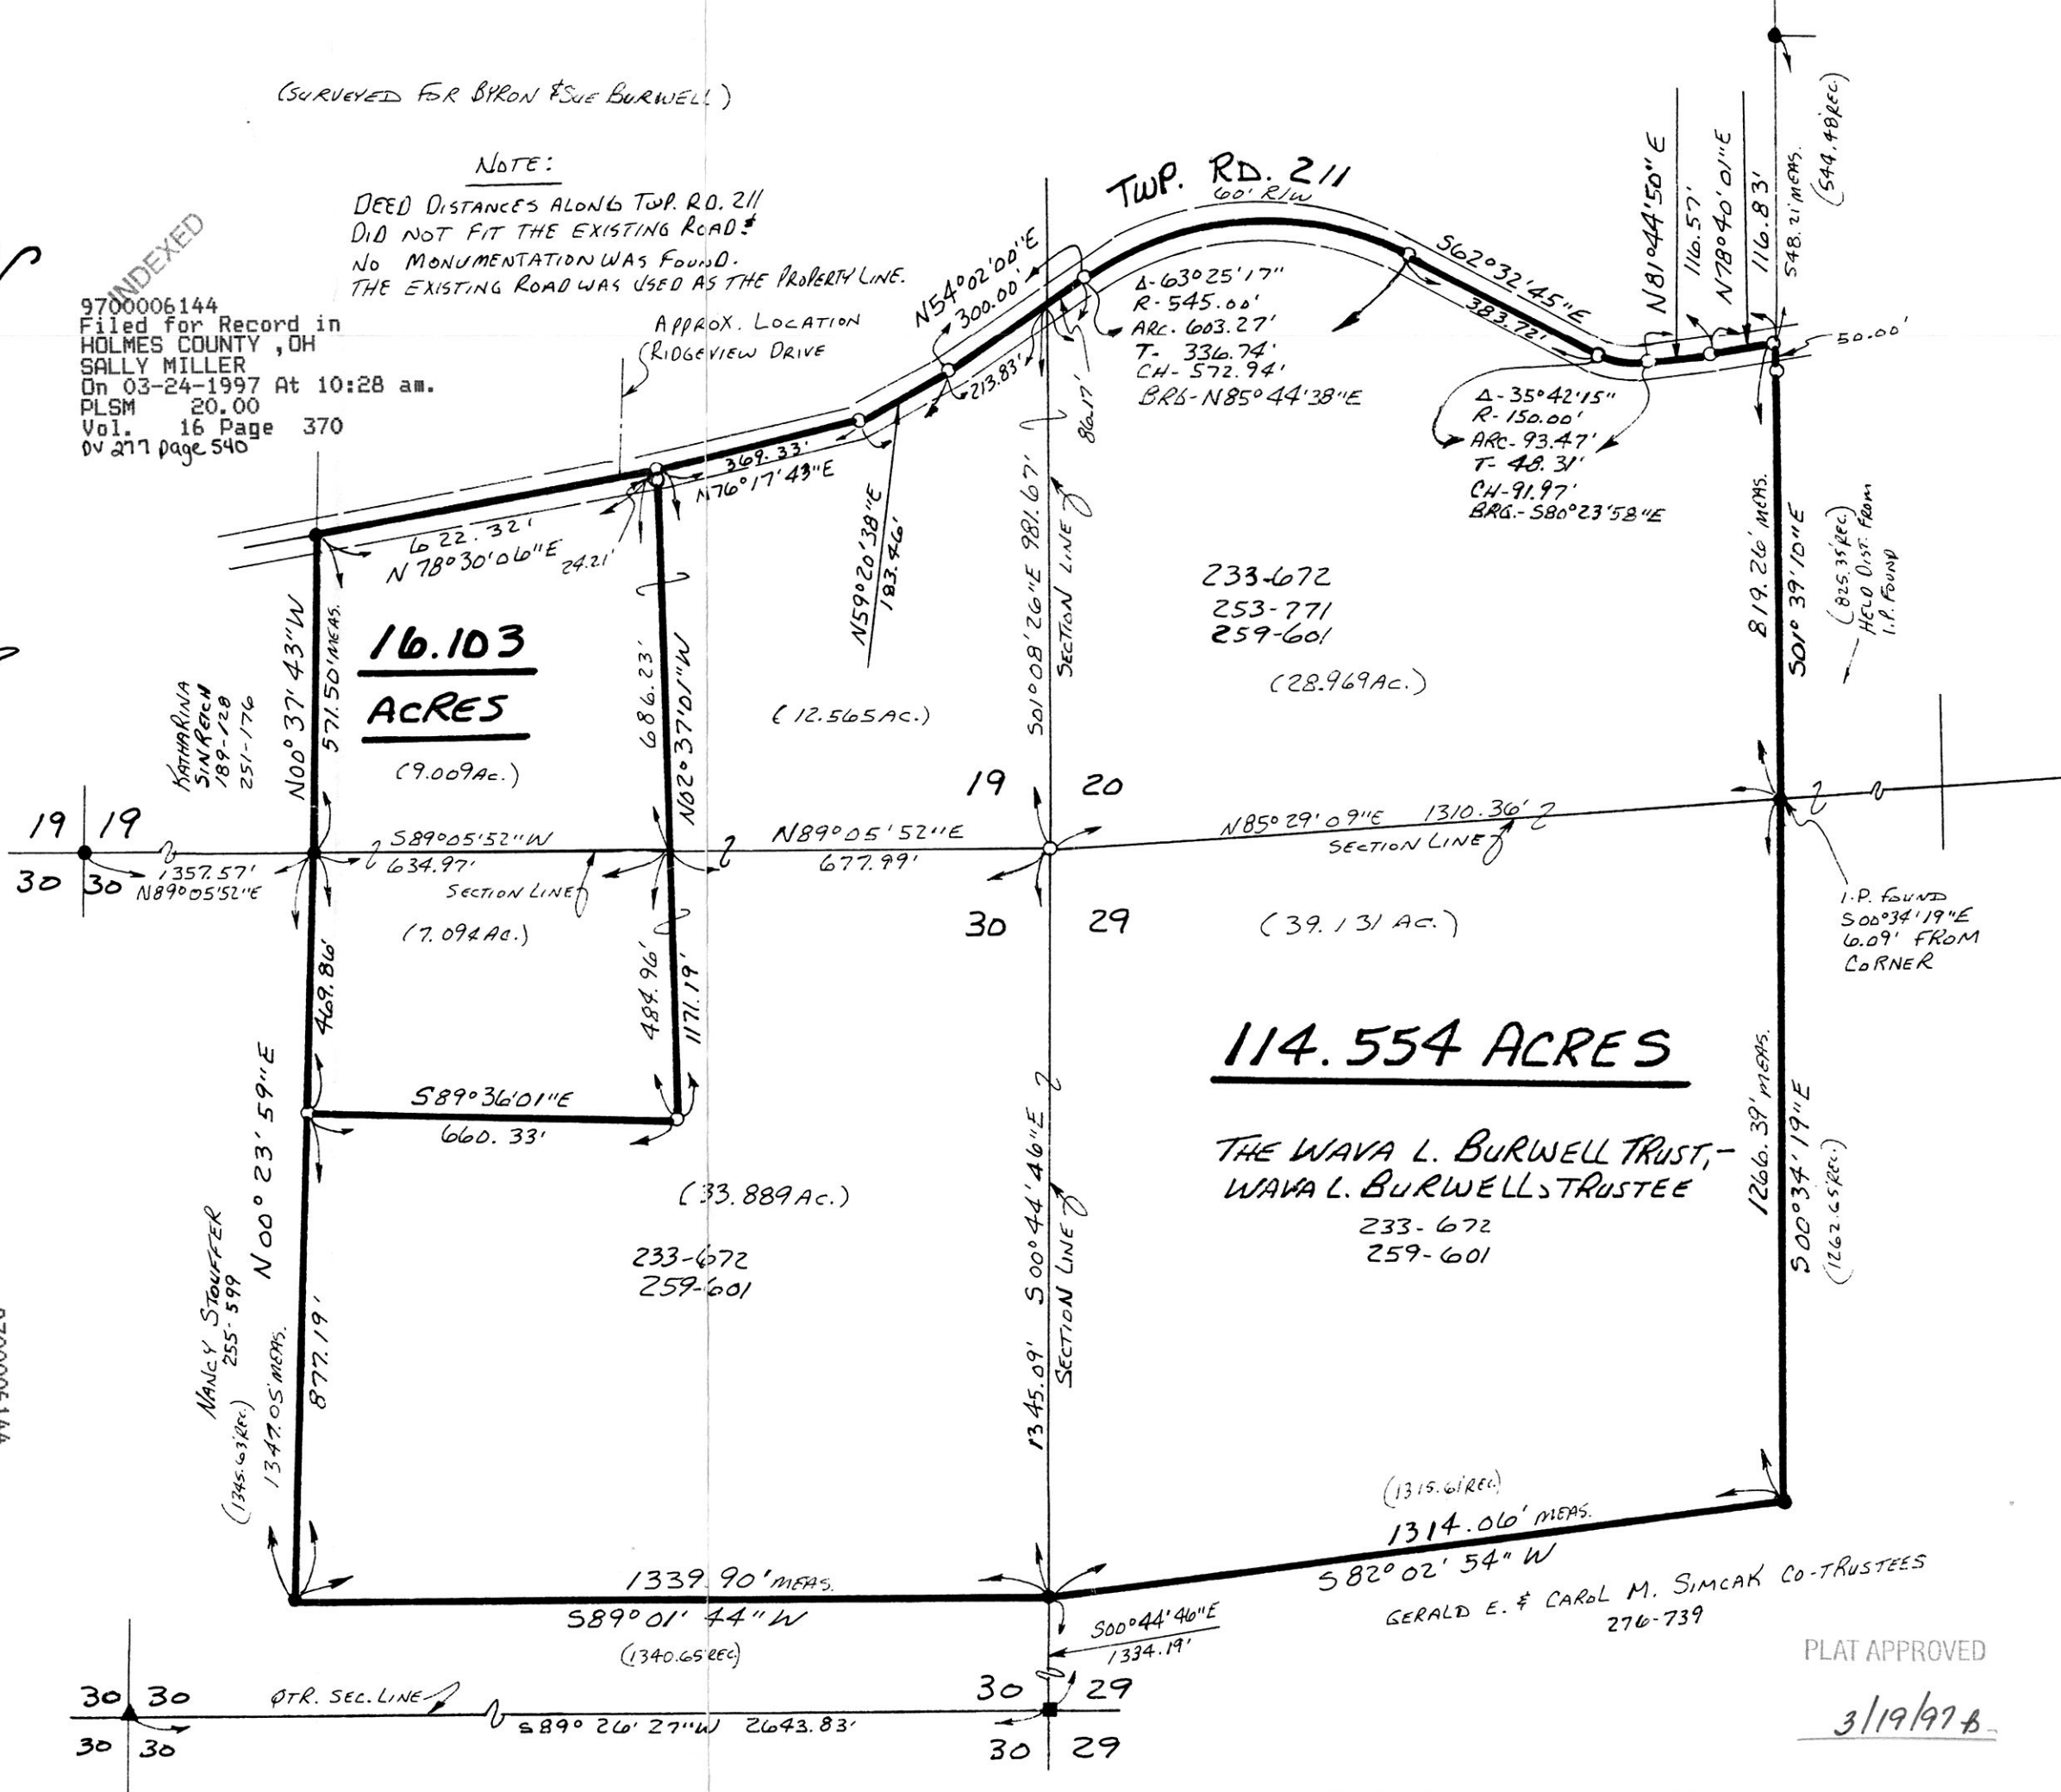 (SURVEYED FOR BYRON & SUE BURWELL)
NOTE:
DEED DISTANCES ALONG TWP. RD. 211
DID NOT FIT THE EXISTING ROAD &
NO MONUMENTATION WAS FOUND.
THE EXISTING ROAD WAS USED AS THE PROPERTY LINE.
INDEXED
9700006144
Filed for Record in
HOLMES COUNTY ,OH
SALLY MILLER
On 03-24-1997 At 10:28 am.
PLSM 20.00
Vol. 16 Page 370
DV 277 page 540
APPROX. LOCATION
RIDGEVIEW DRIVE
TWP. RD. 211
60' R/W
N54°02'00"E
300.00'
213.83'
86.17'
Δ-63°25'17"
R-545.00'
ARC. 603.27'
T- 336.74'
CH-572.94'
BRG-N85°44'38"E
S62°32'45"E
383.72'
N81°44'50"E
116.57'
N78°40'01"E
116.83'
548.21' MEAS.
(544.48' REC.)
50.00'
Δ-35°42'15"
R-150.00'
ARC-93.47'
T-48.31'
CH-91.97'
BRG.-S80°23'58"E
622.32'
N78°30'06"E
24.21'
369.33'
N76°17'43"E
N59°20'38"E
183.46'
S01°08'26"E 981.67'
SECTION LINE
233-672
253-771
259-601
(28.969 Ac.)
819.26' MEAS.
S01°39'10"E
(825.35' REC.)
HELD DIST. FROM
I.P. FOUND
KATHARINA
SINREICH
189-128
251-176
N00°37'43"W
571.50' MEAS.
16.103
ACRES
(9.009 Ac.)
686.23'
N02°37'01"W
(12.565 Ac.)
19 19
30 30
1357.57'
N89°05'52"E
S89°05'52"W
634.97'
SECTION LINE
N89°05'52"E
677.99'
19 20
30 29
N85°29'09"E 1310.36'
SECTION LINE
I.P. FOUND
S00°34'19"E
6.09' FROM
CORNER
(7.094 Ac.)
469.86'
484.96'
1171.19'
(39.131 Ac.)
114.554 ACRES
S89°36'01"E
660.33'
THE WAVA L. BURWELL TRUST,-
WAVA L. BURWELL, TRUSTEE
233-672
259-601
(33.889 Ac.)
233-672
259-601
NANCY STOUFFER
255-599
N00°23'59"E
(1345.63' REC.)
1347.05' MEAS.
877.19'
1345.09' S00°44'46"E
SECTION LINE
1266.39' MEAS.
S00°34'19"E
(1262.65' REC.)
(1315.61' REC.)
1314.06' MEAS.
S82°02'54"W
GERALD E. & CAROL M. SIMCAK CO-TRUSTEES
276-739
1339.90' MEAS.
S89°01'44"W
(1340.65' REC.)
S00°44'46"E
1334.19'
30 30
30 30
QTR. SEC. LINE
S89°26'27"W 2643.83'
30 29
30 29
PLAT APPROVED
3/19/97